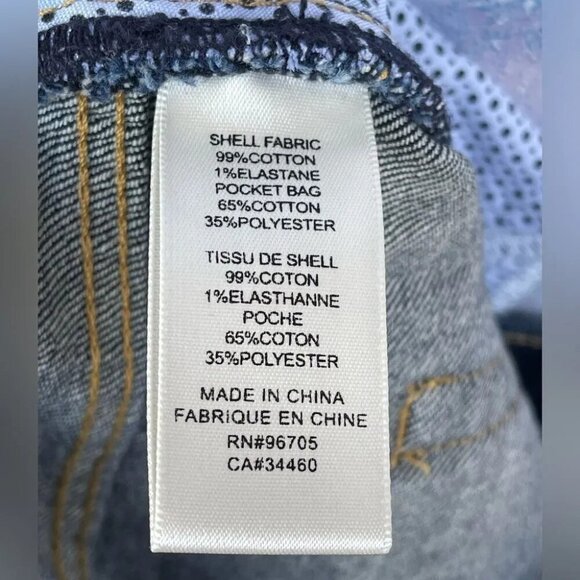 SHELL FABRIC
99%COTTON
1%ELASTANE
POCKET BAG
65%COTTON
35%POLYESTER
TISSU DE SHELL
99%COTON
1%ELASTHANNE
POCHE
65%COTON
35%POLYESTER
MADE IN CHINA
FABRIQUE EN CHINE
RN#96705
CA#34460